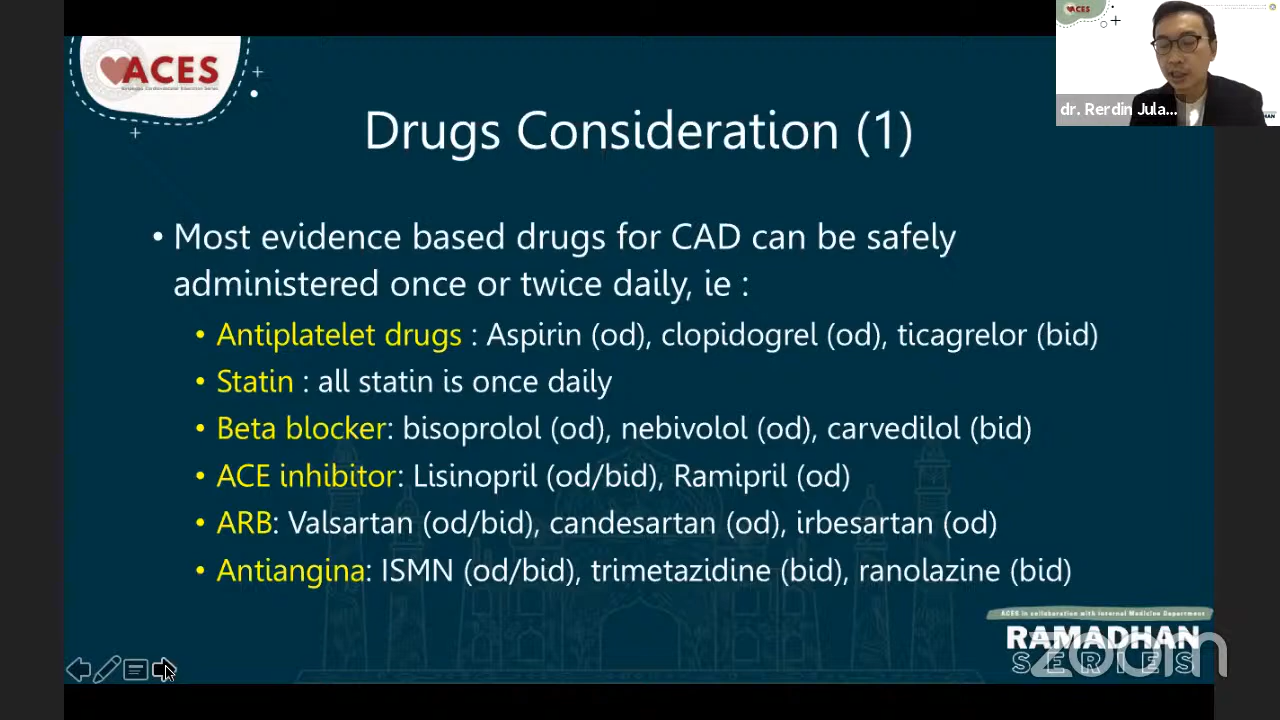 ACES
Drugs Consideration (1)
• Most evidence based drugs for CAD can be safely
administered once or twice daily, ie :
• Antiplatelet drugs : Aspirin (od), clopidogrel (od), ticagrelor (bid)
• Statin : all statin is once daily
• Beta blocker: bisoprolol (od), nebivolol (od), carvedilol (bid)
• ACE inhibitor: Lisinopril (od/bid), Ramipril (od)
• ARB: Valsartan (od/bid), candesartan (od), irbesartan (od)
• Antiangina: ISMN (od/bid), trimetazidine (bid), ranolazine (bid)
ACES in collaboration with Internal Medicine Department
RAMADHAN
SERIES
zoom
ACES
dr. Rerdin Jula...